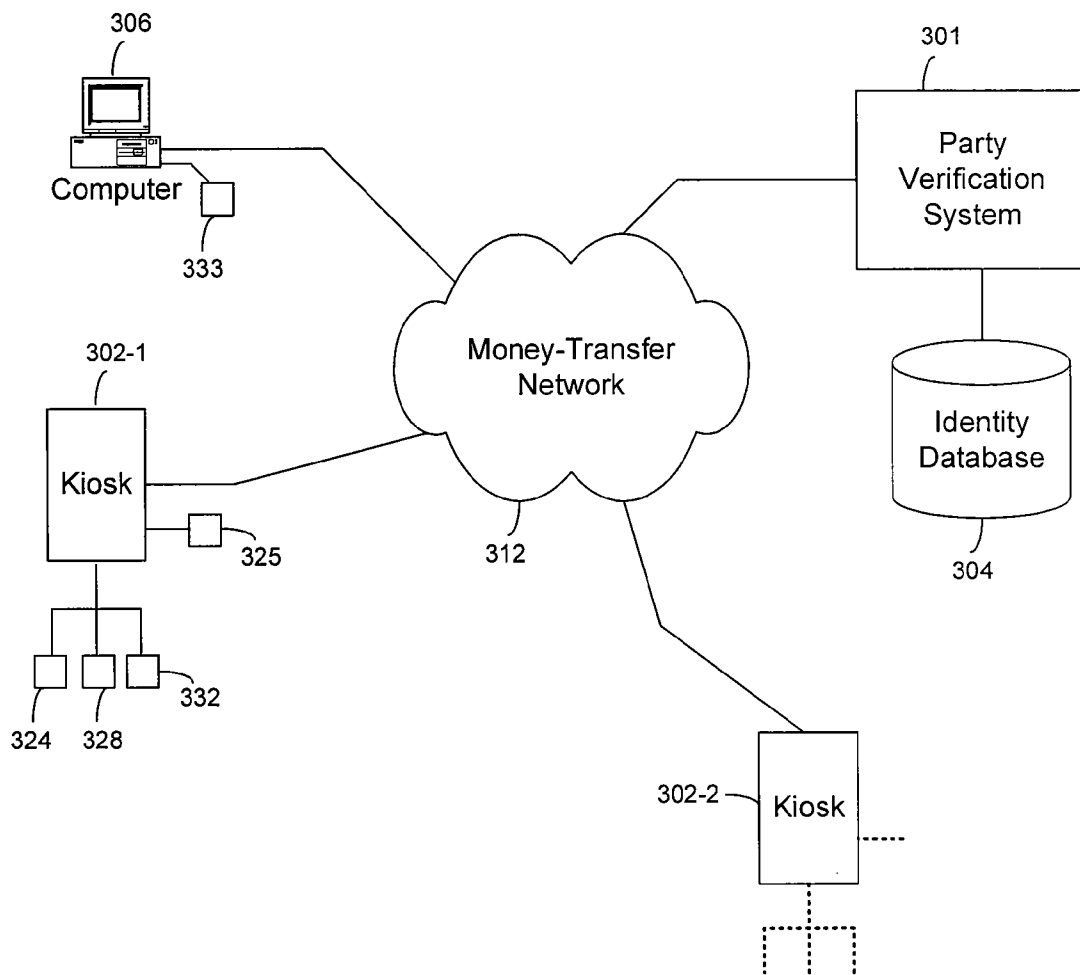 306
301
Computer
333
Party
Verification
System
302-1
Money-Transfer
Network
Identity
Database
Kiosk
325
312
304
324
328
332
302-2
Kiosk